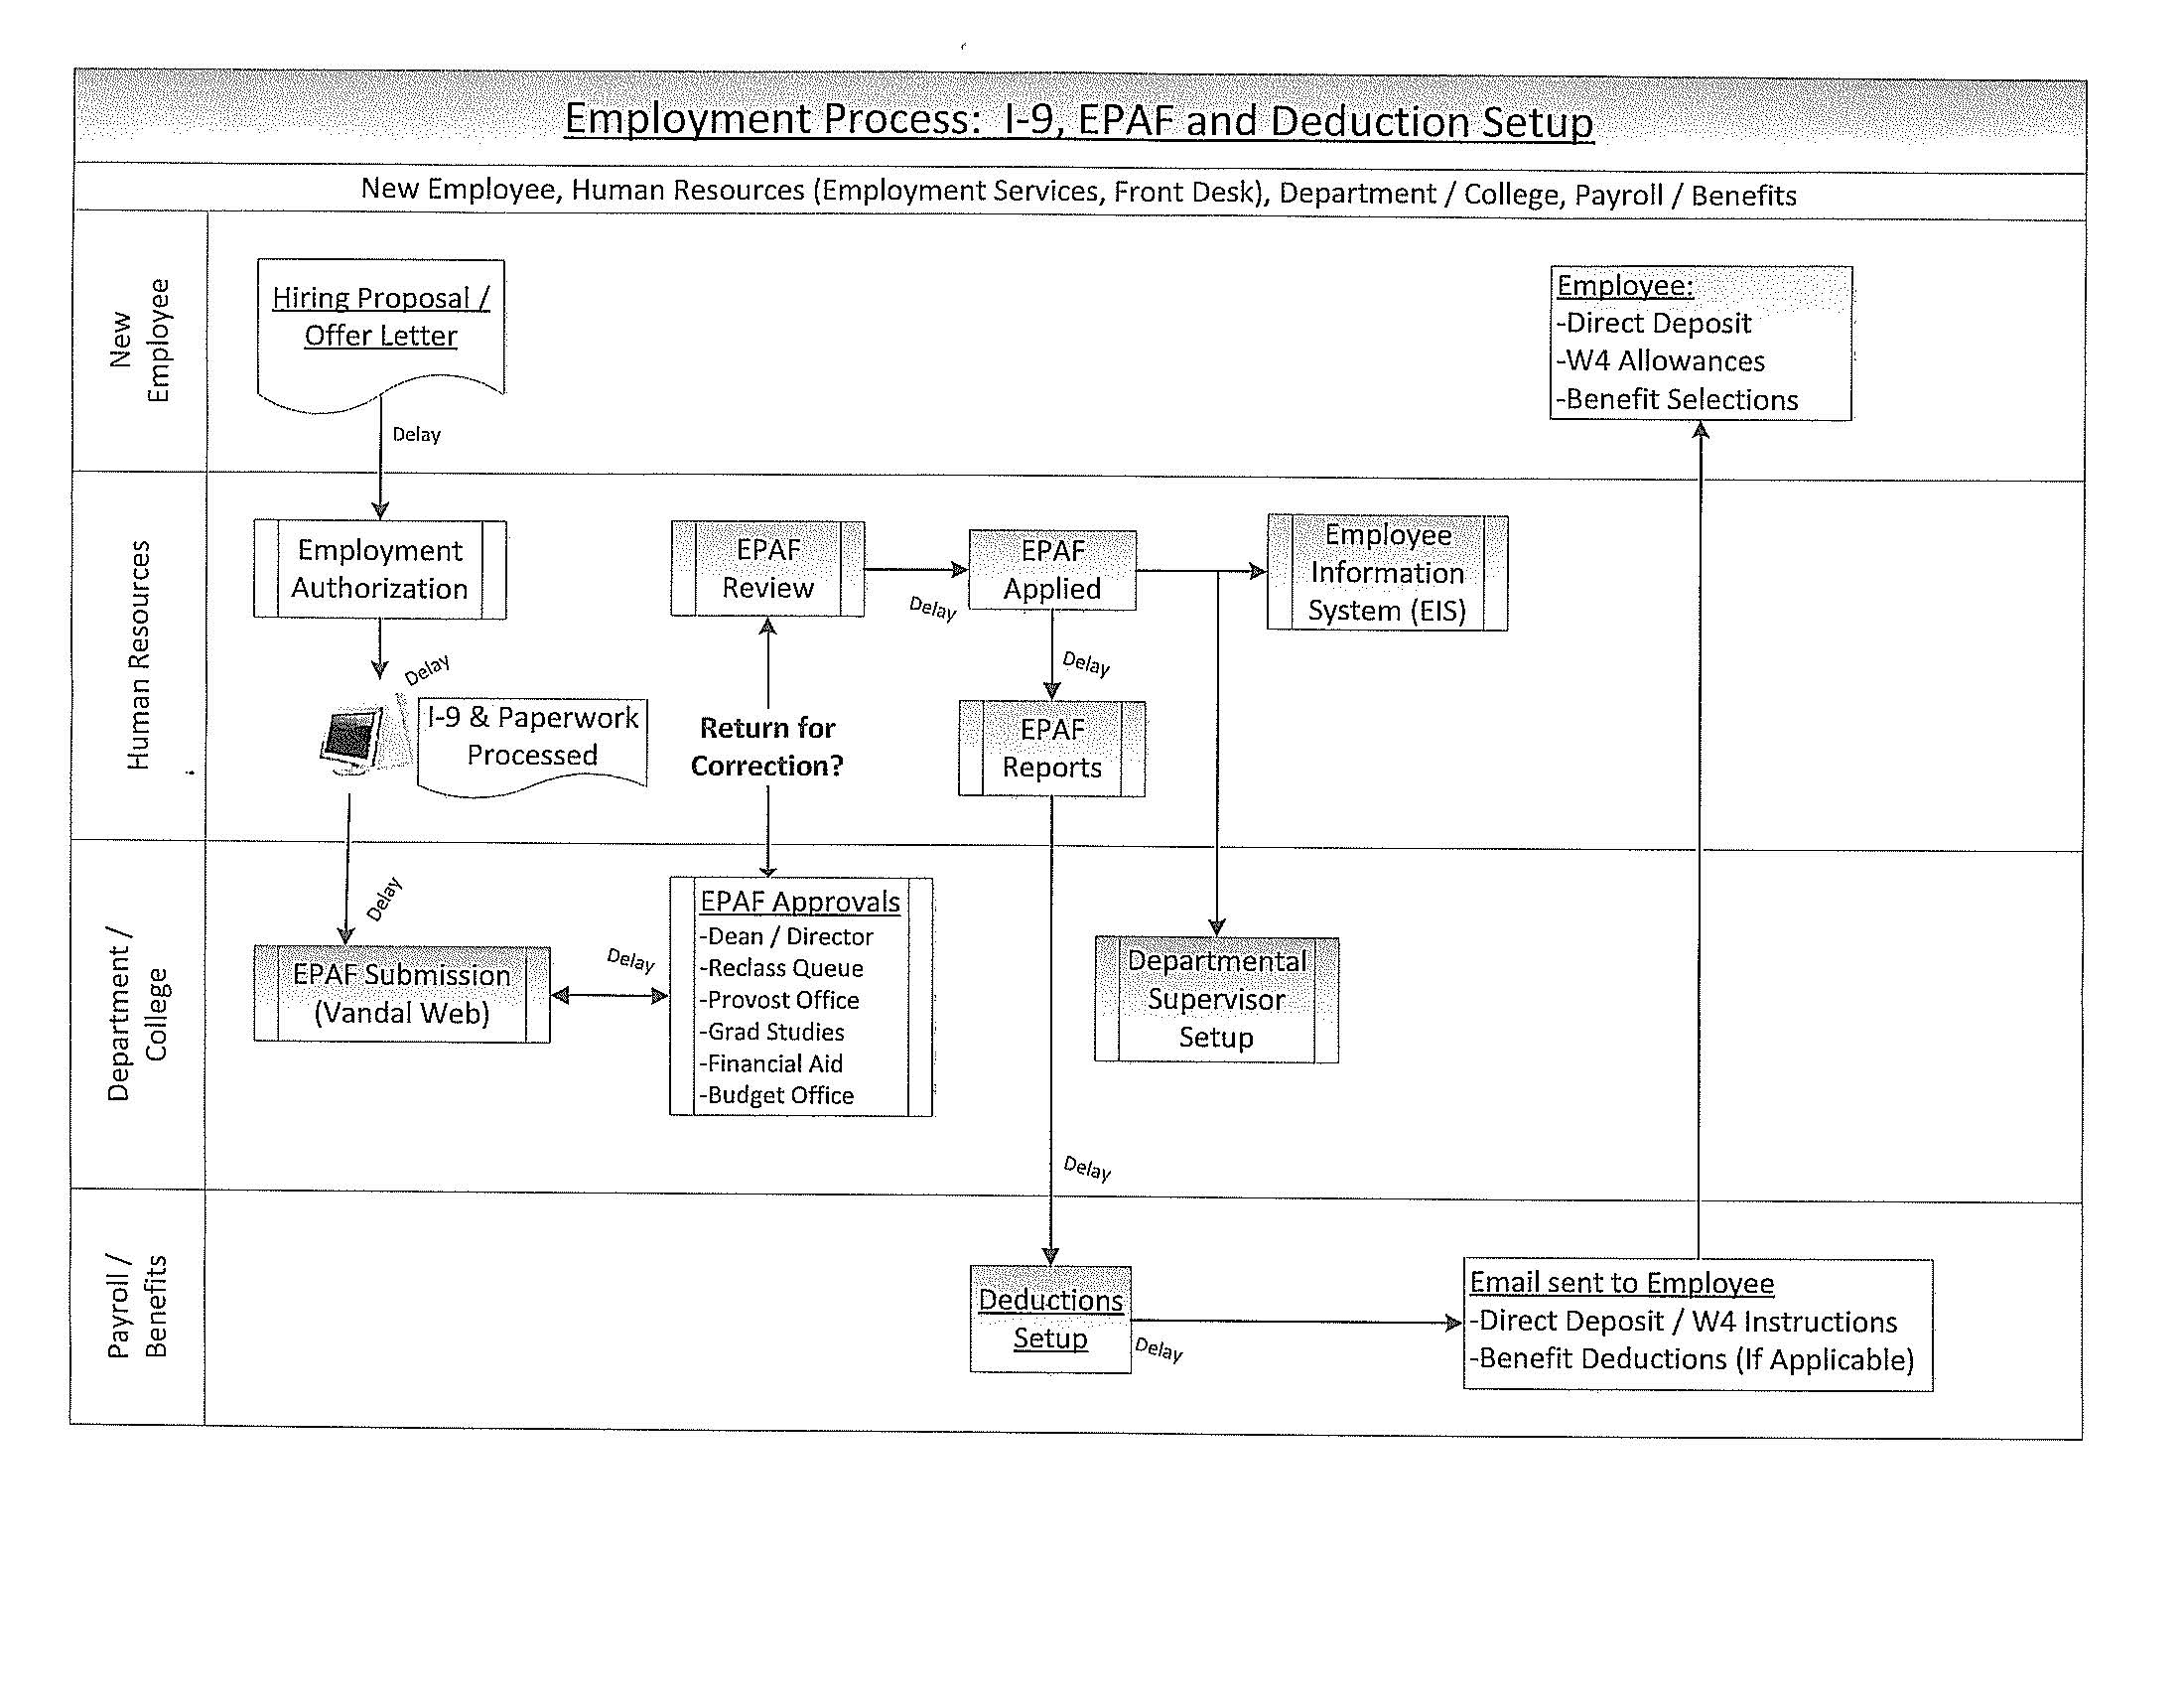 Employment Process: I-9, EPAF and Deduction Setup
New Employee, Human Resources (Employment Services, Front Desk), Department / College, Payroll / Benefits
New
Employee
Hiring Proposal /
Offer Letter
Delay
Employee:
-Direct Deposit
-W4 Allowances
-Benefit Selections
Human Resources
Employment
Authorization
Delay
I-9 & Paperwork
Processed
EPAF
Review
Return for
Correction?
Delay
EPAF
Applied
Delay
EPAF
Reports
Employee
Information
System (EIS)
Department /
College
Delay
EPAF Submission
(Vandal Web)
Delay
EPAF Approvals
-Dean / Director
-Reclass Queue
-Provost Office
-Grad Studies
-Financial Aid
-Budget Office
Departmental
Supervisor
Setup
Delay
Payroll /
Benefits
Deductions
Setup
Delay
Email sent to Employee
-Direct Deposit / W4 Instructions
-Benefit Deductions (If Applicable)